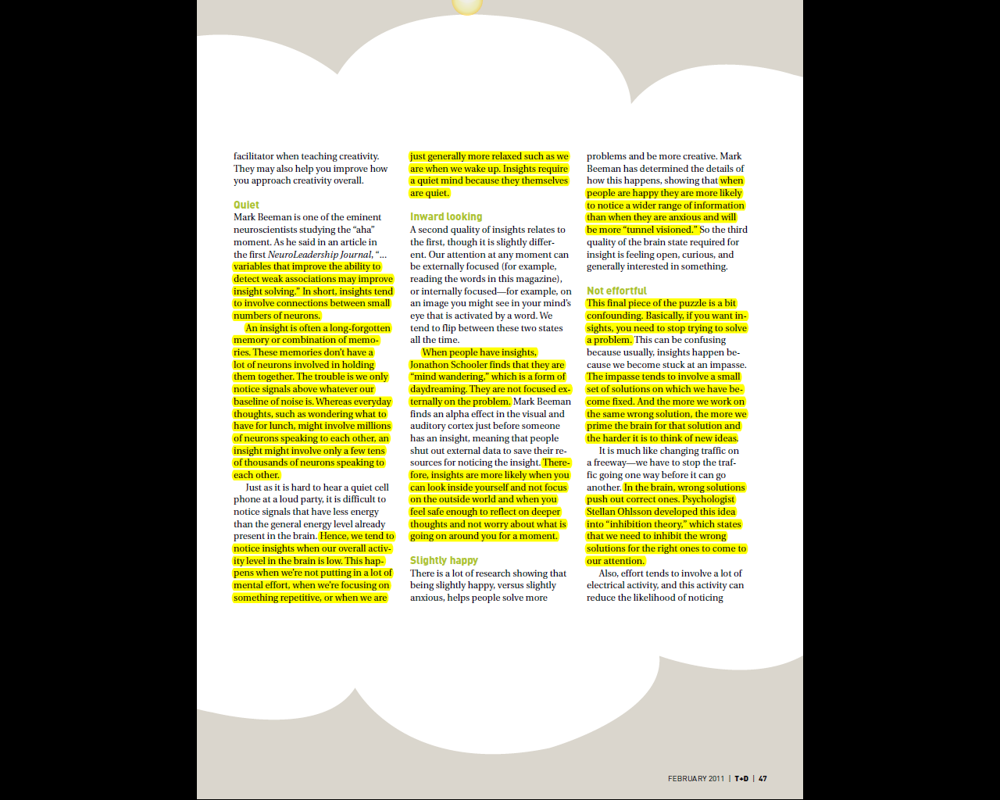 facilitator when teaching creativity.
They may also help you improve how
you approach creativity overall.
Quiet
Mark Beeman is one of the eminent
neuroscientists studying the “aha”
moment. As he said in an article in
the first NeuroLeadership Journal, “...
variables that improve the ability to
detect weak associations may improve
insight solving.” In short, insights tend
to involve connections between small
numbers of neurons.
An insight is often a long-forgotten
memory or combination of memo-
ries. These memories don’t have a
lot of neurons involved in holding
them together. The trouble is we only
notice signals above whatever our
baseline of noise is. Whereas everyday
thoughts, such as wondering what to
have for lunch, might involve millions
of neurons speaking to each other, an
insight might involve only a few tens
of thousands of neurons speaking to
each other.
Just as it is hard to hear a quiet cell
phone at a loud party, it is difficult to
notice signals that have less energy
than the general energy level already
present in the brain. Hence, we tend to
notice insights when our overall activ-
ity level in the brain is low. This hap-
pens when we’re not putting in a lot of
mental effort, when we’re focusing on
something repetitive, or when we are
just generally more relaxed such as we
are when we wake up. Insights require
a quiet mind because they themselves
are quiet.
Inward looking
A second quality of insights relates to
the first, though it is slightly differ-
ent. Our attention at any moment can
be externally focused (for example,
reading the words in this magazine),
or internally focused—for example, on
an image you might see in your mind’s
eye that is activated by a word. We
tend to flip between these two states
all the time.
When people have insights,
Jonathon Schooler finds that they are
“mind wandering,” which is a form of
daydreaming. They are not focused ex-
ternally on the problem. Mark Beeman
finds an alpha effect in the visual and
auditory cortex just before someone
has an insight, meaning that people
shut out external data to save their re-
sources for noticing the insight. There-
fore, insights are more likely when you
can look inside yourself and not focus
on the outside world and when you
feel safe enough to reflect on deeper
thoughts and not worry about what is
going on around you for a moment.
Slightly happy
There is a lot of research showing that
being slightly happy, versus slightly
anxious, helps people solve more
problems and be more creative. Mark
Beeman has determined the details of
how this happens, showing that when
people are happy they are more likely
to notice a wider range of information
than when they are anxious and will
be more “tunnel visioned.” So the third
quality of the brain state required for
insight is feeling open, curious, and
generally interested in something.
Not effortful
This final piece of the puzzle is a bit
confounding. Basically, if you want in-
sights, you need to stop trying to solve
a problem. This can be confusing
because usually, insights happen be-
cause we become stuck at an impasse.
The impasse tends to involve a small
set of solutions on which we have be-
come fixed. And the more we work on
the same wrong solution, the more we
prime the brain for that solution and
the harder it is to think of new ideas.
It is much like changing traffic on
a freeway—we have to stop the traf-
fic going one way before it can go
another. In the brain, wrong solutions
push out correct ones. Psychologist
Stellan Ohlsson developed this idea
into “inhibition theory,” which states
that we need to inhibit the wrong
solutions for the right ones to come to
our attention.
Also, effort tends to involve a lot of
electrical activity, and this activity can
reduce the likelihood of noticing
FEBRUARY 2011 | T+D | 47